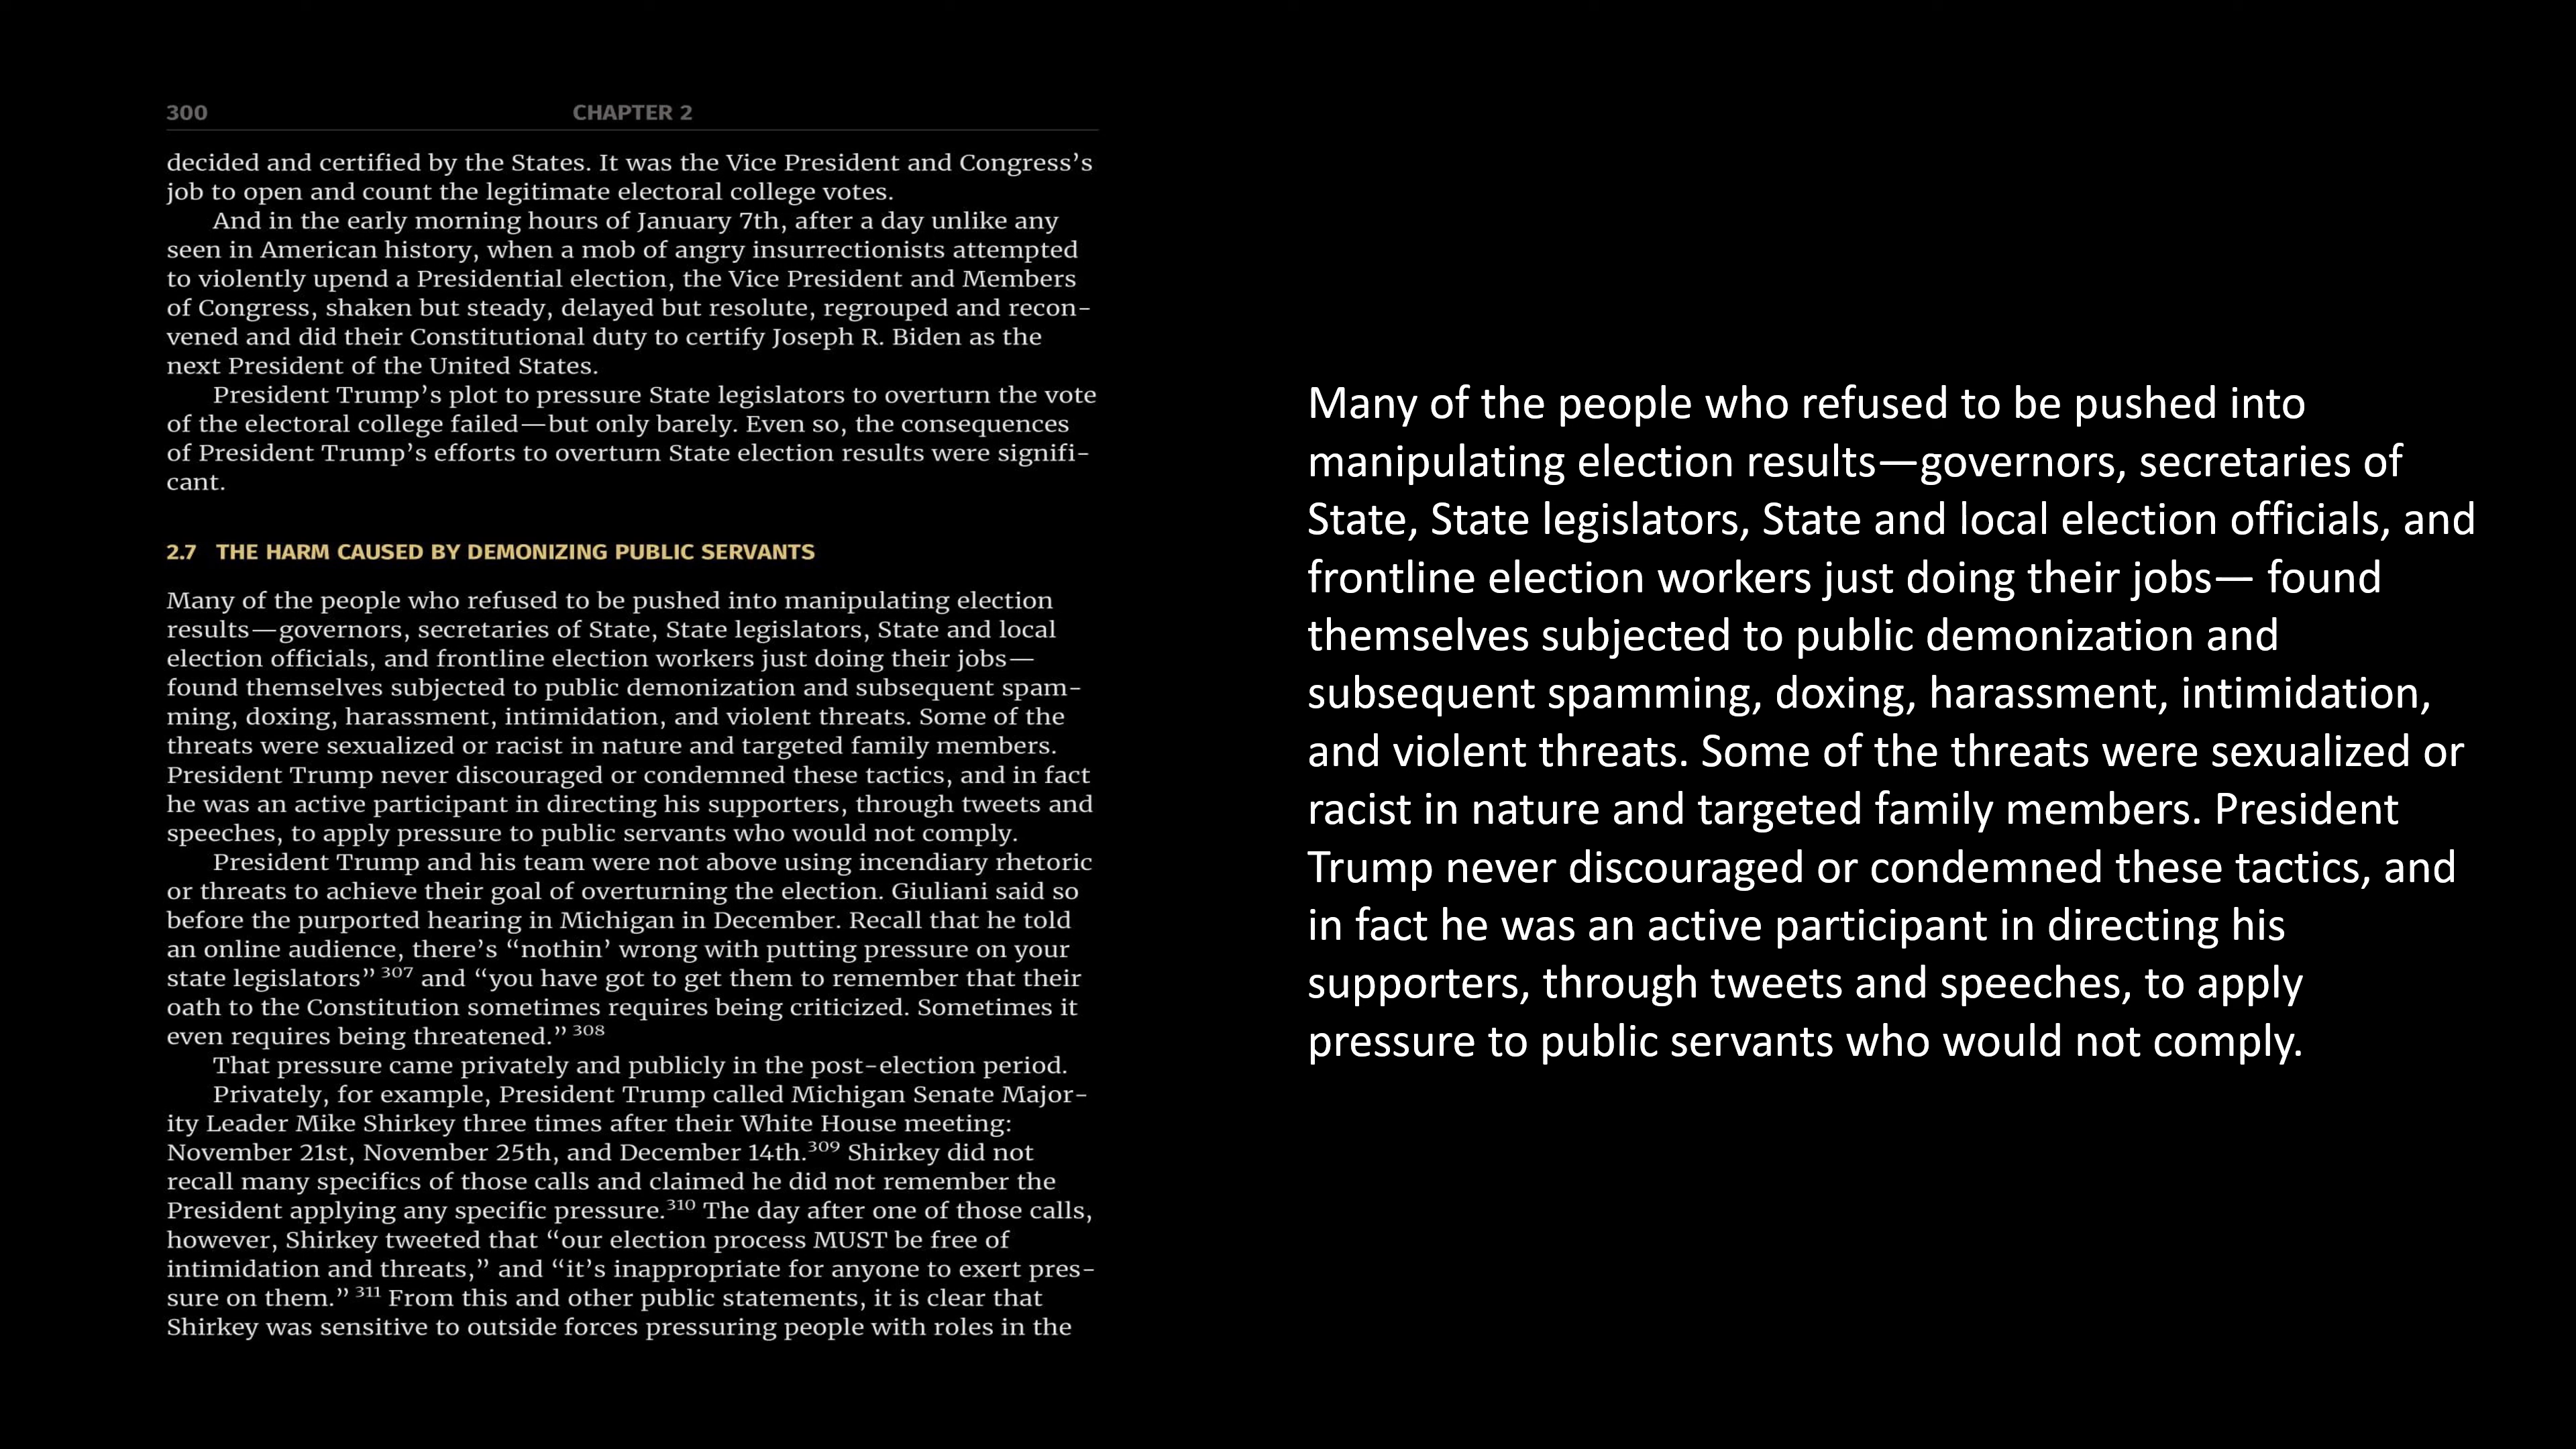 300 CHAPTER 2
decided and certified by the States. It was the Vice President and Congress’s
job to open and count the legitimate electoral college votes.
And in the early morning hours of January 7th, after a day unlike any
seen in American history, when a mob of angry insurrectionists attempted
to violently upend a Presidential election, the Vice President and Members
of Congress, shaken but steady, delayed but resolute, regrouped and recon-
vened and did their Constitutional duty to certify Joseph R. Biden as the
next President of the United States.
President Trump’s plot to pressure State legislators to overturn the vote
of the electoral college failed—but only barely. Even so, the consequences
of President Trump’s efforts to overturn State election results were signifi-
cant.
2.7 THE HARM CAUSED BY DEMONIZING PUBLIC SERVANTS
Many of the people who refused to be pushed into manipulating election
results—governors, secretaries of State, State legislators, State and local
election officials, and frontline election workers just doing their jobs—
found themselves subjected to public demonization and subsequent spam-
ming, doxing, harassment, intimidation, and violent threats. Some of the
threats were sexualized or racist in nature and targeted family members.
President Trump never discouraged or condemned these tactics, and in fact
he was an active participant in directing his supporters, through tweets and
speeches, to apply pressure to public servants who would not comply.
President Trump and his team were not above using incendiary rhetoric
or threats to achieve their goal of overturning the election. Giuliani said so
before the purported hearing in Michigan in December. Recall that he told
an online audience, there’s “nothin’ wrong with putting pressure on your
state legislators” 307 and “you have got to get them to remember that their
oath to the Constitution sometimes requires being criticized. Sometimes it
even requires being threatened.” 308
That pressure came privately and publicly in the post-election period.
Privately, for example, President Trump called Michigan Senate Major-
ity Leader Mike Shirkey three times after their White House meeting:
November 21st, November 25th, and December 14th.309 Shirkey did not
recall many specifics of those calls and claimed he did not remember the
President applying any specific pressure.310 The day after one of those calls,
however, Shirkey tweeted that “our election process MUST be free of
intimidation and threats,” and “it’s inappropriate for anyone to exert pres-
sure on them.” 311 From this and other public statements, it is clear that
Shirkey was sensitive to outside forces pressuring people with roles in the
Many of the people who refused to be pushed into
manipulating election results—governors, secretaries of
State, State legislators, State and local election officials, and
frontline election workers just doing their jobs— found
themselves subjected to public demonization and
subsequent spamming, doxing, harassment, intimidation,
and violent threats. Some of the threats were sexualized or
racist in nature and targeted family members. President
Trump never discouraged or condemned these tactics, and
in fact he was an active participant in directing his
supporters, through tweets and speeches, to apply
pressure to public servants who would not comply.